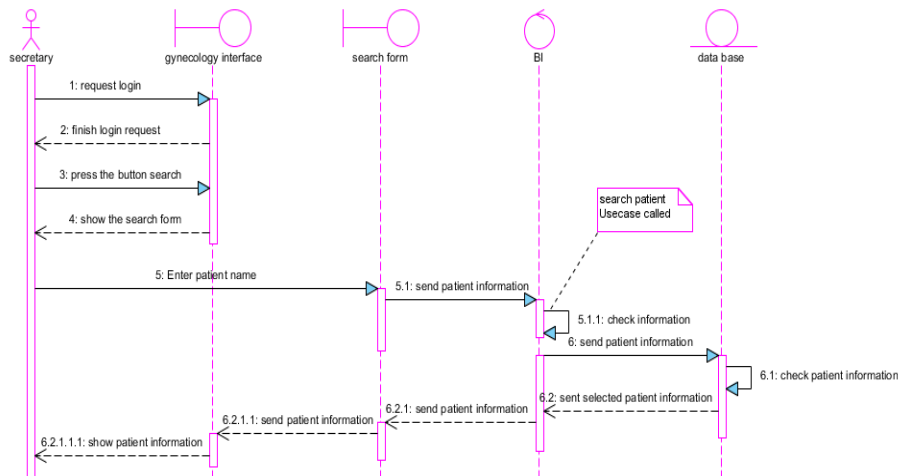 secretary
gynecology interface
search form
BI
data base
1: request login
2: finish login request
3: press the button search
search patient
Usecase called
4: show the search form
5: Enter patient name
5.1: send patient information
5.1.1: check information
6: send patient information
6.1: check patient information
6.2: sent selected patient information
6.2.1: send patient information
6.2.1.1: send patient information
6.2.1.1.1: show patient information